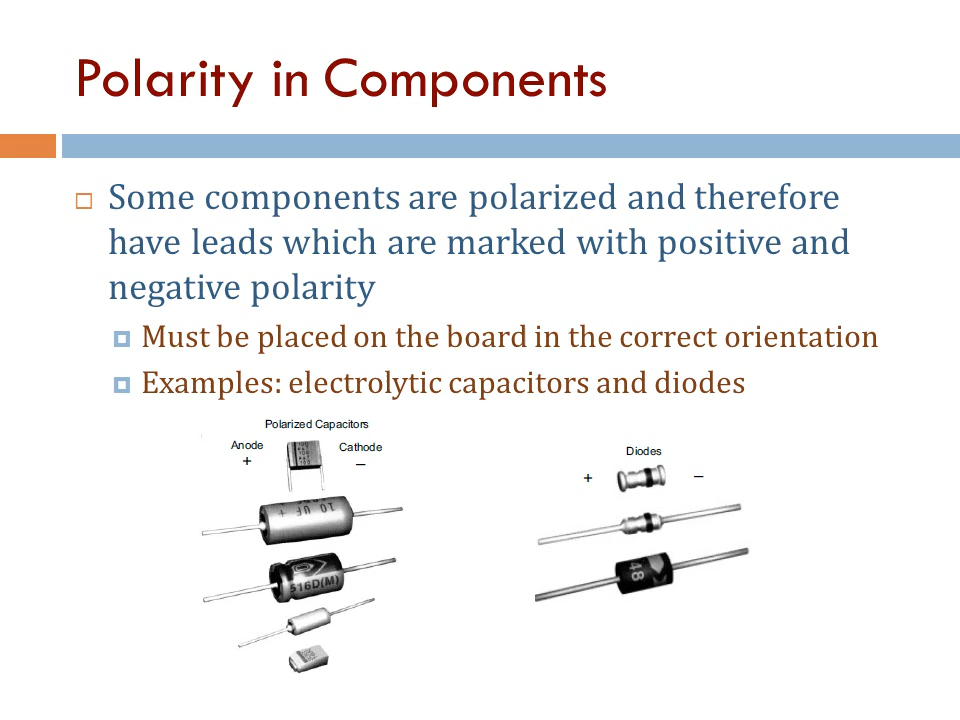 Polarity in Components
Some components are polarized and therefore
have leads which are marked with positive and
negative polarity
Must be placed on the board in the correct orientation
Examples: electrolytic capacitors and diodes
Polarized Capacitors
Anode
Cathode
+
–
10 UF +
516D(M)
Diodes
+
–
48